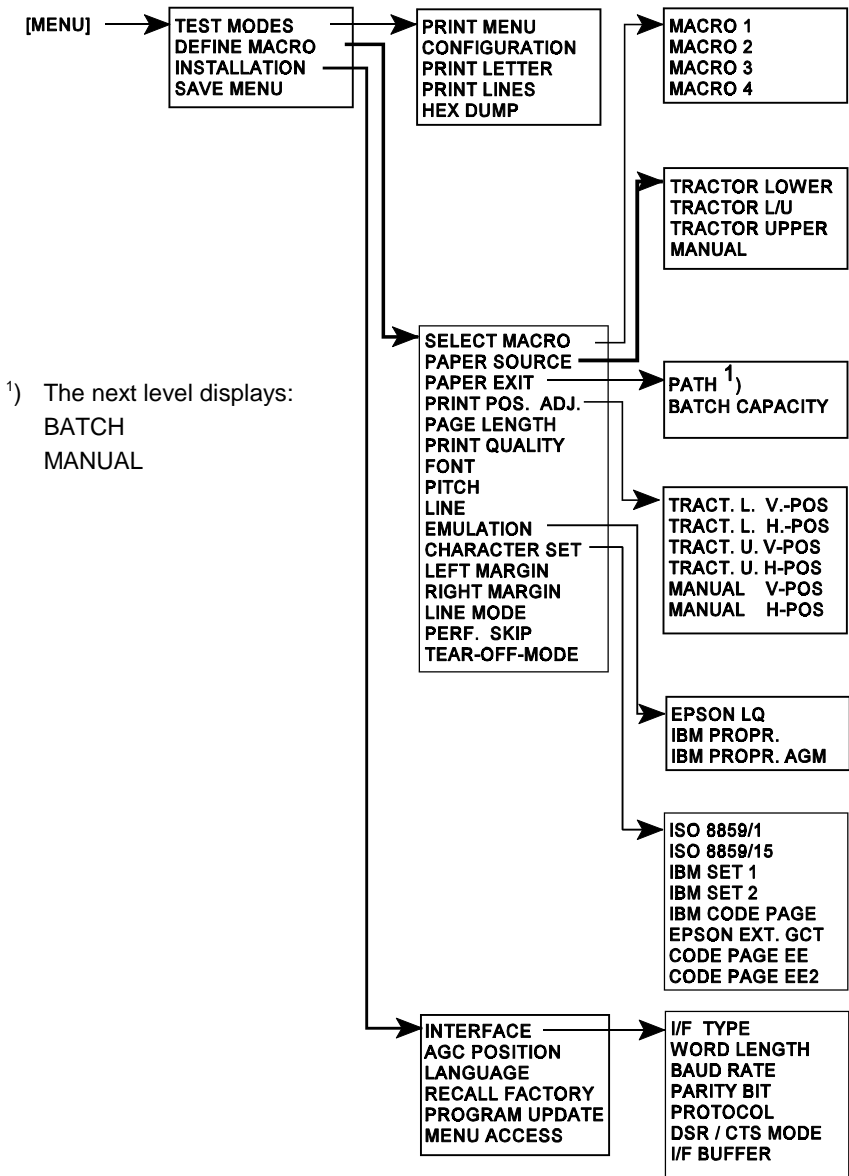 [MENU]
TEST MODES
DEFINE MACRO
INSTALLATION
SAVE MENU
PRINT MENU
CONFIGURATION
PRINT LETTER
PRINT LINES
HEX DUMP
MACRO 1
MACRO 2
MACRO 3
MACRO 4
TRACTOR LOWER
TRACTOR L/U
TRACTOR UPPER
MANUAL
SELECT MACRO
PAPER SOURCE
PAPER EXIT
PRINT POS. ADJ.
PAGE LENGTH
PRINT QUALITY
FONT
PITCH
LINE
EMULATION
CHARACTER SET
LEFT MARGIN
RIGHT MARGIN
LINE MODE
PERF. SKIP
TEAR-OFF-MODE
PATH 1)
BATCH CAPACITY
1) The next level displays:
BATCH
MANUAL
TRACT. L. V.-POS
TRACT. L. H.-POS
TRACT. U. V-POS
TRACT. U. H-POS
MANUAL V-POS
MANUAL H-POS
EPSON LQ
IBM PROPR.
IBM PROPR. AGM
ISO 8859/1
ISO 8859/15
IBM SET 1
IBM SET 2
IBM CODE PAGE
EPSON EXT. GCT
CODE PAGE EE
CODE PAGE EE2
INTERFACE
AGC POSITION
LANGUAGE
RECALL FACTORY
PROGRAM UPDATE
MENU ACCESS
I/F TYPE
WORD LENGTH
BAUD RATE
PARITY BIT
PROTOCOL
DSR / CTS MODE
I/F BUFFER